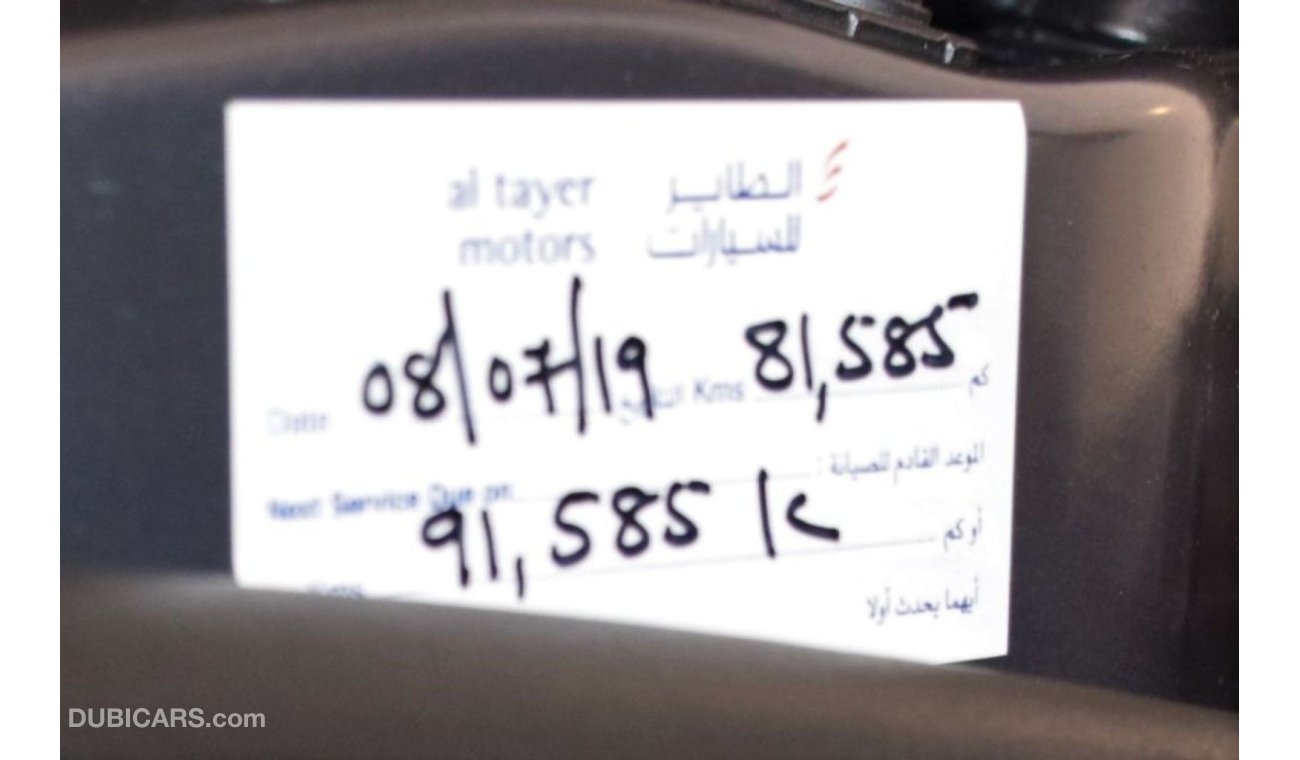 al tayer الطاير
motors للسيارات
Date 08/07/19 التاريخ Kms 81,585 كم
Next Service Due on الموعد القادم للصيانة :
91,585 K أو كم
أيهما يحدث أولا
DUBICARS.com